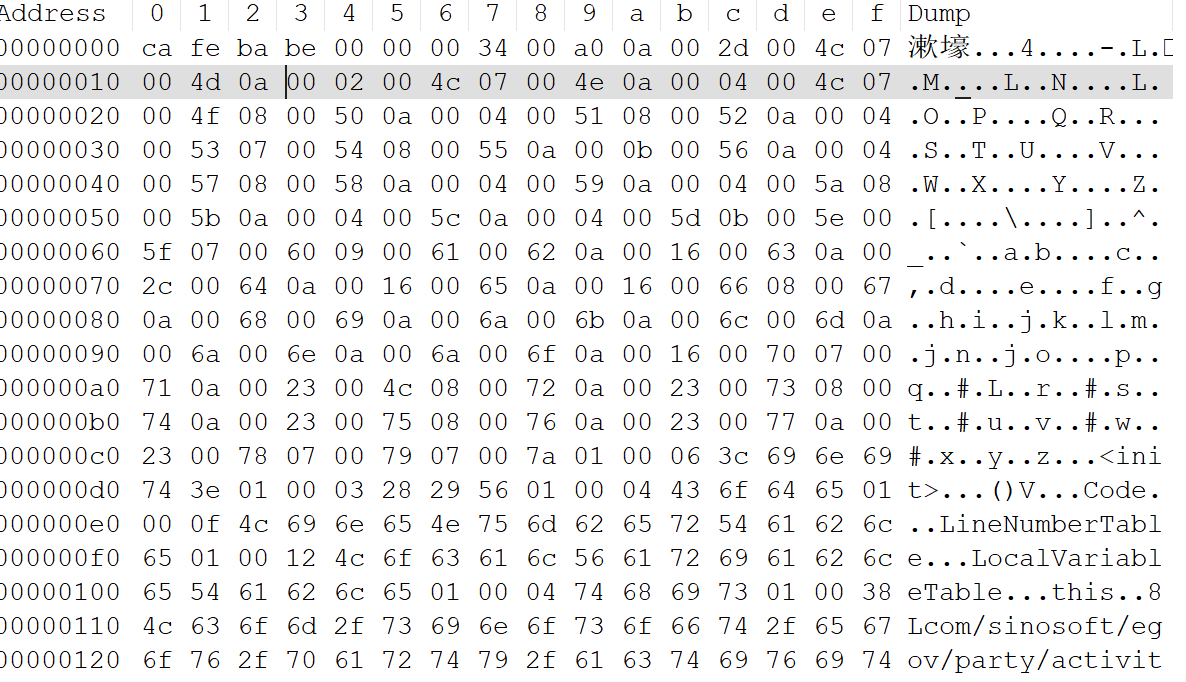 Address 0 1 2 3 4 5 6 7 8 9 a b c d e f Dump
00000000 ca fe ba be 00 00 00 34 00 a0 0a 00 2d 00 4c 07 漱壕...4....-.L.
00000010 00 4d 0a 00 02 00 4c 07 00 4e 0a 00 04 00 4c 07 .M....L..N....L.
00000020 00 4f 08 00 50 0a 00 04 00 51 08 00 52 0a 00 04 .O..P....Q..R...
00000030 00 53 07 00 54 08 00 55 0a 00 0b 00 56 0a 00 04 .S..T..U....V...
00000040 00 57 08 00 58 0a 00 04 00 59 0a 00 04 00 5a 08 .W..X....Y....Z.
00000050 00 5b 0a 00 04 00 5c 0a 00 04 00 5d 0b 00 5e 00 .[....\....]..^.
00000060 5f 07 00 60 09 00 61 00 62 0a 00 16 00 63 0a 00 _..`..a.b....c..
00000070 2c 00 64 0a 00 16 00 65 0a 00 16 00 66 08 00 67 ,.d....e....f..g
00000080 0a 00 68 00 69 0a 00 6a 00 6b 0a 00 6c 00 6d 0a ..h.i..j.k..l.m.
00000090 00 6a 00 6e 0a 00 6a 00 6f 0a 00 16 00 70 07 00 .j.n..j.o....p..
000000a0 71 0a 00 23 00 4c 08 00 72 0a 00 23 00 73 08 00 q..#.L..r..#.s..
000000b0 74 0a 00 23 00 75 08 00 76 0a 00 23 00 77 0a 00 t..#.u..v..#.w..
000000c0 23 00 78 07 00 79 07 00 7a 01 00 06 3c 69 6e 69 #.x..y..z...<ini
000000d0 74 3e 01 00 03 28 29 56 01 00 04 43 6f 64 65 01 t>...()V...Code.
000000e0 00 0f 4c 69 6e 65 4e 75 6d 62 65 72 54 61 62 6c ..LineNumberTabl
000000f0 65 01 00 12 4c 6f 63 61 6c 56 61 72 69 61 62 6c e...LocalVariabl
00000100 65 54 61 62 6c 65 01 00 04 74 68 69 73 01 00 38 eTable...this..8
00000110 4c 63 6f 6d 2f 73 69 6e 6f 73 6f 66 74 2f 65 67 Lcom/sinosoft/eg
00000120 6f 76 2f 70 61 72 74 79 2f 61 63 74 69 76 69 74 ov/party/activit